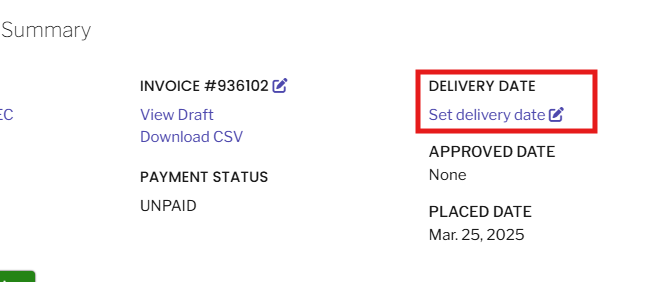 Summary
EC
INVOICE #936102
View Draft
Download CSV
PAYMENT STATUS
UNPAID
DELIVERY DATE
Set delivery date
APPROVED DATE
None
PLACED DATE
Mar. 25, 2025